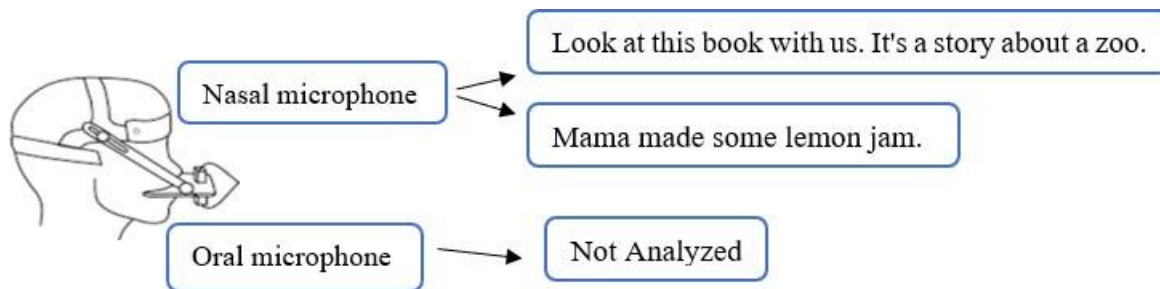 Look at this book with us. It's a story about a zoo.
Nasal microphone
Mama made some lemon jam.
Oral microphone
Not Analyzed